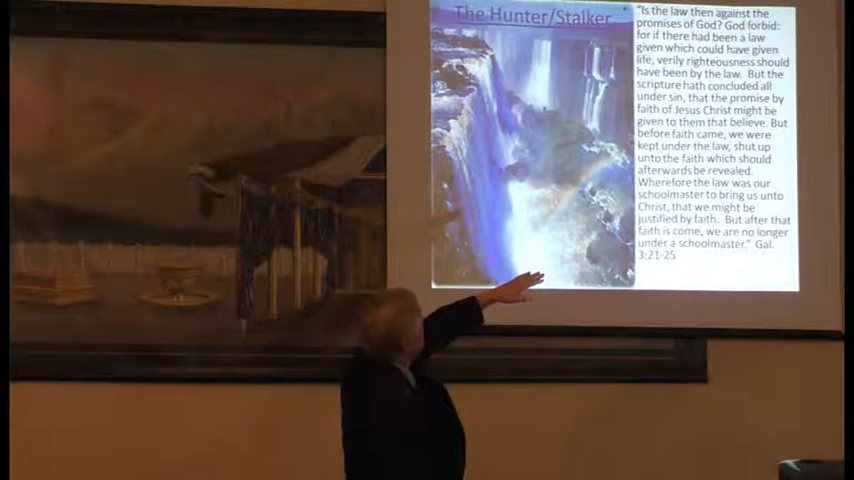 The Hunter/Stalker
"Is the law then against the
promises of God? God forbid:
for if there had been a law
given which could have given
life, verily righteousness should
have been by the law.  But the
scripture hath concluded all
under sin, that the promise by
faith of Jesus Christ might be
given to them that believe. But
before faith came, we were
kept under the law, shut up
unto the faith which should
afterwards be revealed.
Wherefore the law was our
schoolmaster to bring us unto
Christ, that we might be
justified by faith.  But after that
faith is come, we are no longer
under a schoolmaster."  Gal.
3:21-25